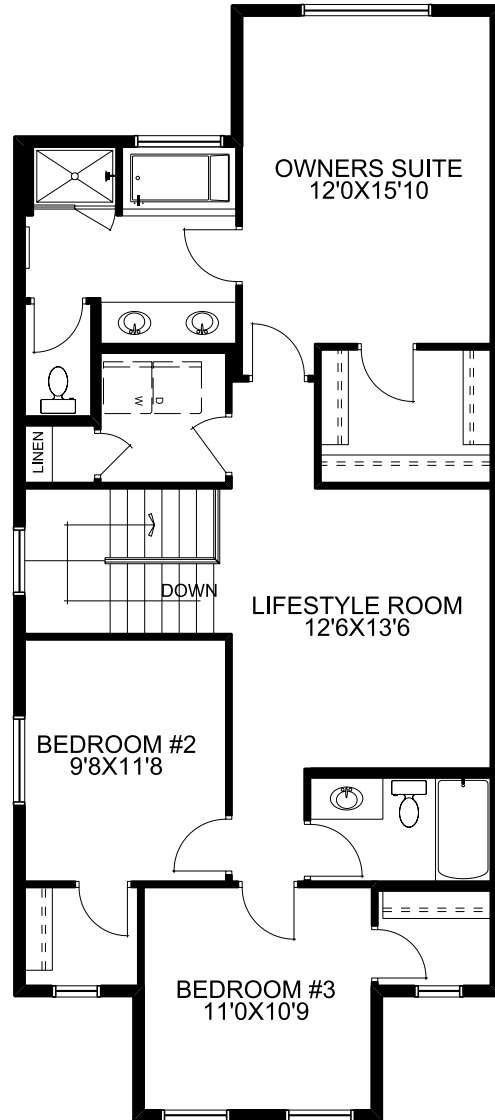 OWNERS SUITE
12'0X15'10
W
D
LINEN
DOWN
LIFESTYLE ROOM
12'6X13'6
BEDROOM #2
9'8X11'8
BEDROOM #3
11'0X10'9